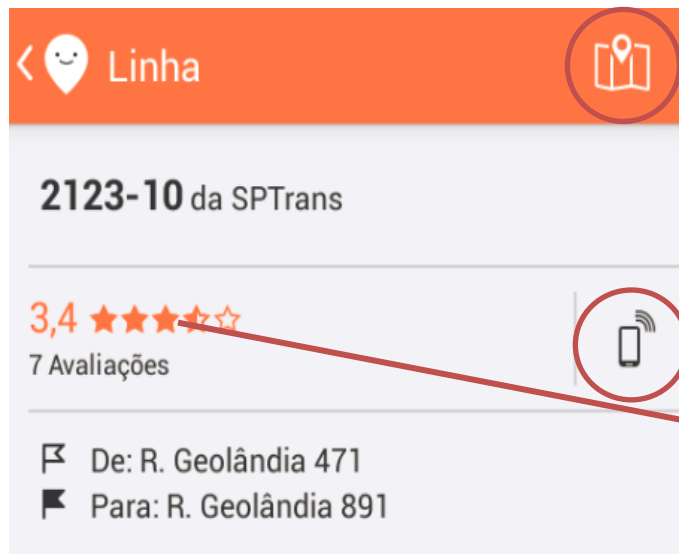 Linha
2123-10 da SPTrans
3,4
7 Avaliações
De: R. Geolândia 471
Para: R. Geolândia 891